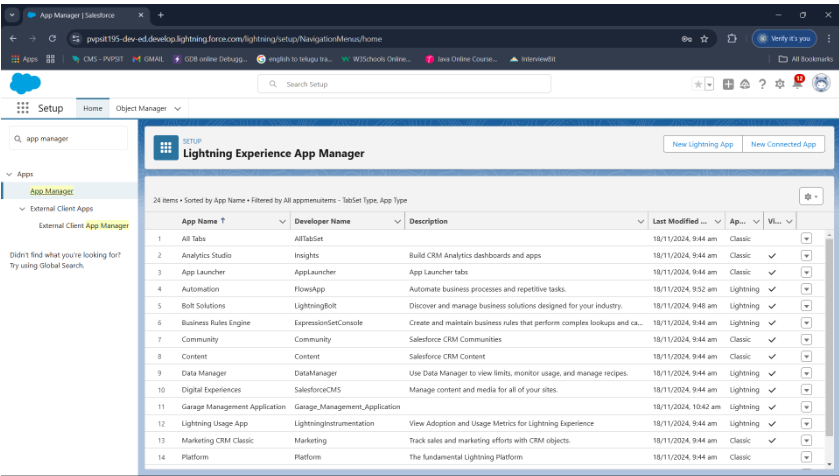 App Manager | Salesforce
pvpsit195-dev-ed.develop.lightning.force.com/lightning/setup/NavigationMenus/home
Verify it's you
Apps
CMS - PVPSIT
GMAIL
GDB online Debugg...
english to telugu tra...
W3Schools Online...
Java Online Course...
InterviewBit
All Bookmarks
Search Setup
12
Setup
Home
Object Manager
app manager
Apps
App Manager
External Client Apps
External Client App Manager
Didn't find what you're looking for?
Try using Global Search.
SETUP
Lightning Experience App Manager
New Lightning App
New Connected App
24 items • Sorted by App Name • Filtered by All appmenuitems - TabSet Type, App Type
App Name ↑ Developer Name Description Last Modified ... Ap... Vi...
1 All Tabs AllTabSet 18/11/2024, 9:44 am Classic
2 Analytics Studio Insights Build CRM Analytics dashboards and apps 18/11/2024, 9:44 am Classic ✓
3 App Launcher AppLauncher App Launcher tabs 18/11/2024, 9:44 am Classic ✓
4 Automation FlowsApp Automate business processes and repetitive tasks. 18/11/2024, 9:52 am Lightning ✓
5 Bolt Solutions LightningBolt Discover and manage business solutions designed for your industry. 18/11/2024, 9:48 am Lightning ✓
6 Business Rules Engine ExpressionSetConsole Create and maintain business rules that perform complex lookups and ca... 18/11/2024, 9:44 am Lightning ✓
7 Community Community Salesforce CRM Communities 18/11/2024, 9:44 am Classic ✓
8 Content Content Salesforce CRM Content 18/11/2024, 9:44 am Classic ✓
9 Data Manager DataManager Use Data Manager to view limits, monitor usage, and manage recipes. 18/11/2024, 9:44 am Lightning ✓
10 Digital Experiences SalesforceCMS Manage content and media for all of your sites. 18/11/2024, 9:44 am Lightning ✓
11 Garage Management Application Garage_Management_Application 18/11/2024, 10:42 am Lightning ✓
12 Lightning Usage App LightningInstrumentation View Adoption and Usage Metrics for Lightning Experience 18/11/2024, 9:44 am Lightning ✓
13 Marketing CRM Classic Marketing Track sales and marketing efforts with CRM objects. 18/11/2024, 9:44 am Classic ✓
14 Platform Platform The fundamental Lightning Platform 18/11/2024, 9:44 am Classic